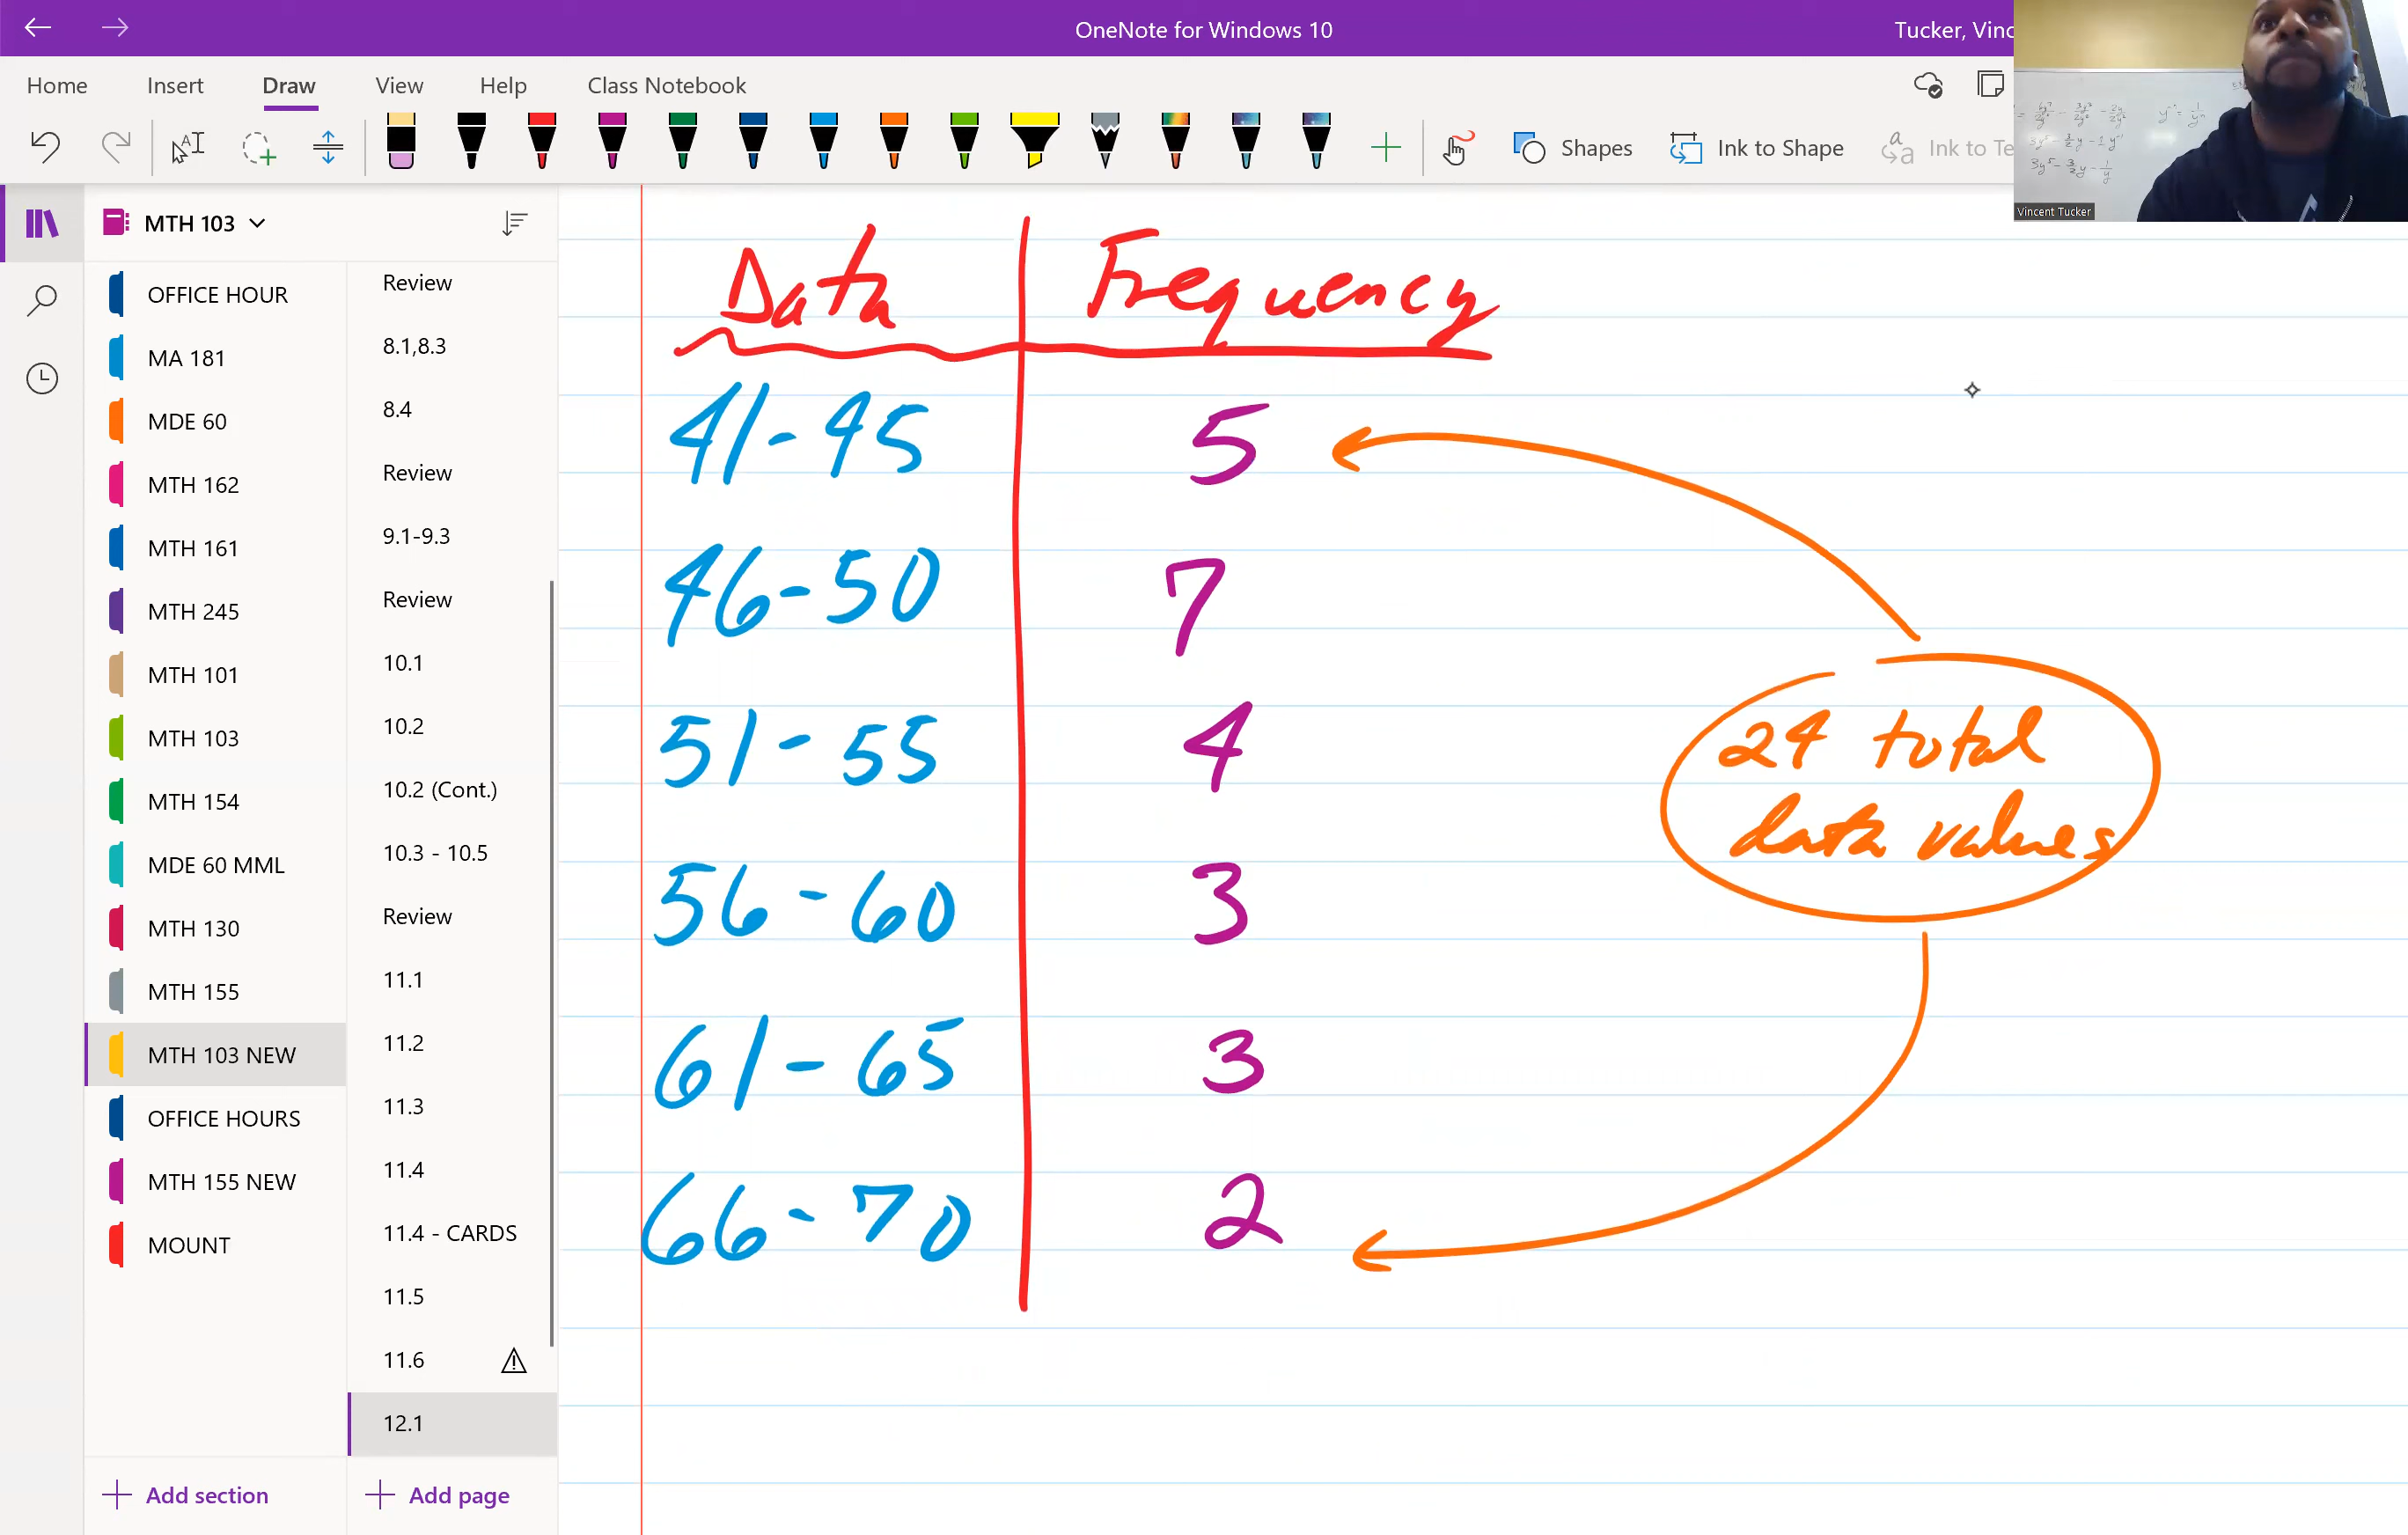 OneNote for Windows 10
Tucker, Vinc
Home Insert Draw View Help Class Notebook
Shapes Ink to Shape Ink to Te
Vincent Tucker
MTH 103
OFFICE HOUR
MA 181
MDE 60
MTH 162
MTH 161
MTH 245
MTH 101
MTH 103
MTH 154
MDE 60 MML
MTH 130
MTH 155
MTH 103 NEW
OFFICE HOURS
MTH 155 NEW
MOUNT
Add section
Review
8.1,8.3
8.4
Review
9.1-9.3
Review
10.1
10.2
10.2 (Cont.)
10.3 - 10.5
Review
11.1
11.2
11.3
11.4
11.4 - CARDS
11.5
11.6
12.1
Add page
Data Frequency
41-45 5
46-50 7
51-55 4
56-60 3
61-65 3
66-70 2
24 total
data values